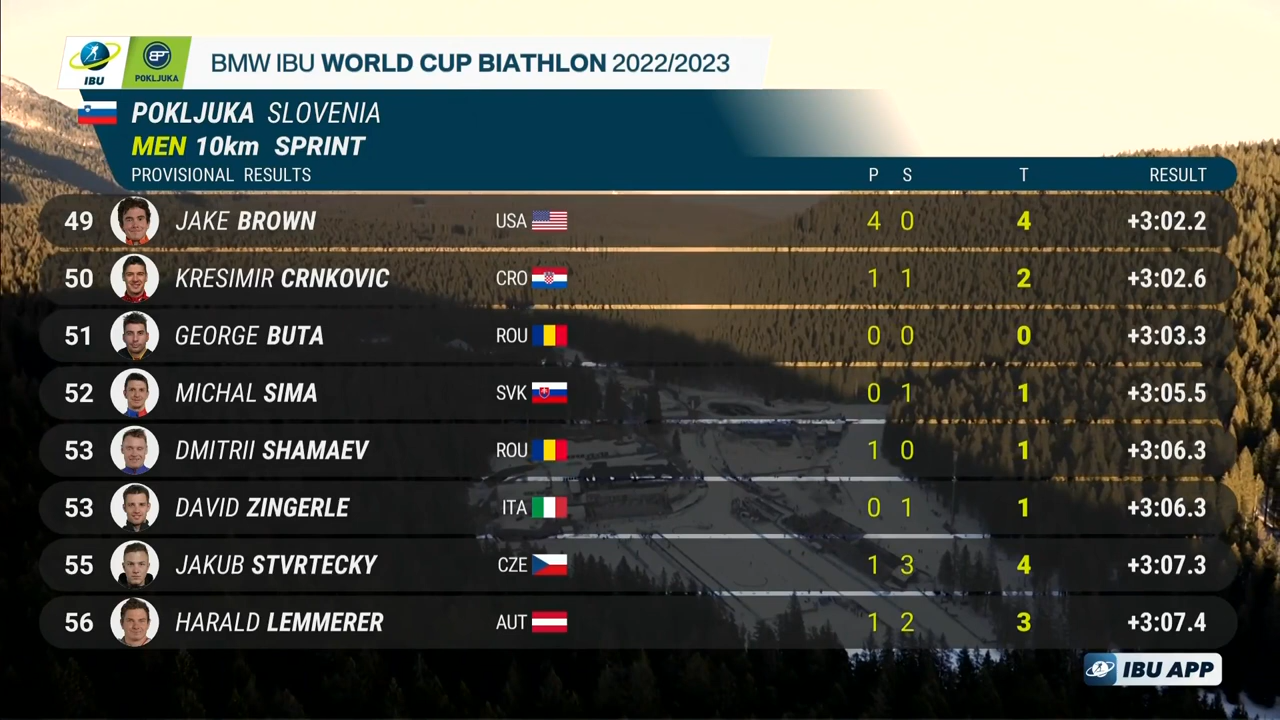 IBU
POKLJUKA
BMW IBU WORLD CUP BIATHLON 2022/2023
POKLJUKA SLOVENIA
MEN 10km SPRINT
PROVISIONAL RESULTS P S T RESULT
49 JAKE BROWN USA 4 0 4 +3:02.2
50 KRESIMIR CRNKOVIC CRO 1 1 2 +3:02.6
51 GEORGE BUTA ROU 0 0 0 +3:03.3
52 MICHAL SIMA SVK 0 1 1 +3:05.5
53 DMITRII SHAMAEV ROU 1 0 1 +3:06.3
53 DAVID ZINGERLE ITA 0 1 1 +3:06.3
55 JAKUB STVRTECKY CZE 1 3 4 +3:07.3
56 HARALD LEMMERER AUT 1 2 3 +3:07.4
IBU APP